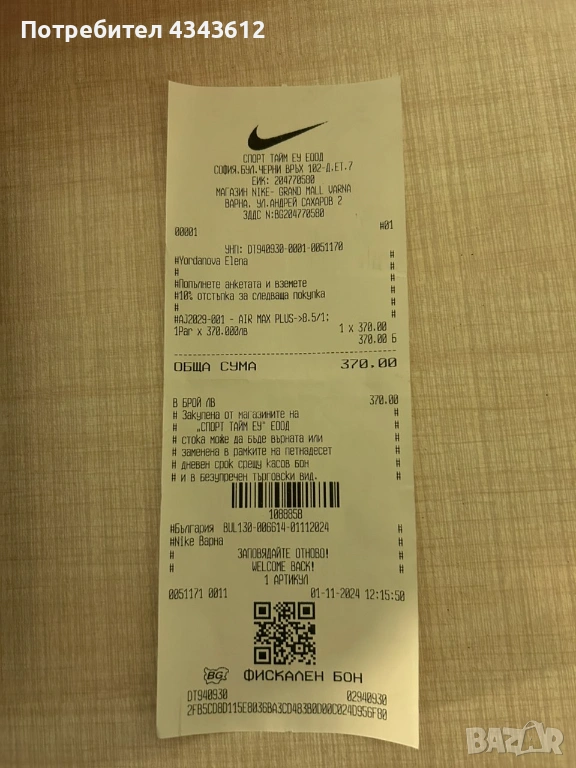 Потребител 4343612
СПОРТ ТАЙМ ЕУ ЕООД
СОФИЯ.БУЛ.ЧЕРНИ ВРЪХ 102-Д.ЕТ.7
ЕИК: 204770580
МАГАЗИН NIKE- GRAND MALL VARNA
ВАРНА. УЛ.АНДРЕЙ САХАРОВ 2
ЗДДС N:BG204770580
00001 #01
УНП: DT940930-0001-0051170
#Yordanova Elena #
# #
#Попълнете анкетата и вземете #
#10% отстъпка за следваща покупка #
# #
#AJ2029-001 - AIR MAX PLUS->8.5/1: #
1Par x 370.000лв 1 x 370.00
370.00 Б
ОБЩА СУМА 370.00
В БРОЙ ЛВ 370.00
# Закупена от магазините на #
# „СПОРТ ТАЙМ ЕУ" ЕООД #
# стока може да бъде върната или #
# заменена в рамките на петнадесет #
# дневен срок срещу касов бон #
# и в безупречен търговски вид. #
1088858
#България BUL130-006614-01112024 #
#Nike Варна #
# ЗАПОВЯДАЙТЕ ОТНОВО! #
# WELCOME BACK! #
1 АРТИКУЛ
0051171 0011 01-11-2024 12:15:50
BG ФИСКАЛЕН БОН
DT940930 02940930
2FB5CD8D115E8036BA3CD483B0D00C024D956F80
BAZAR